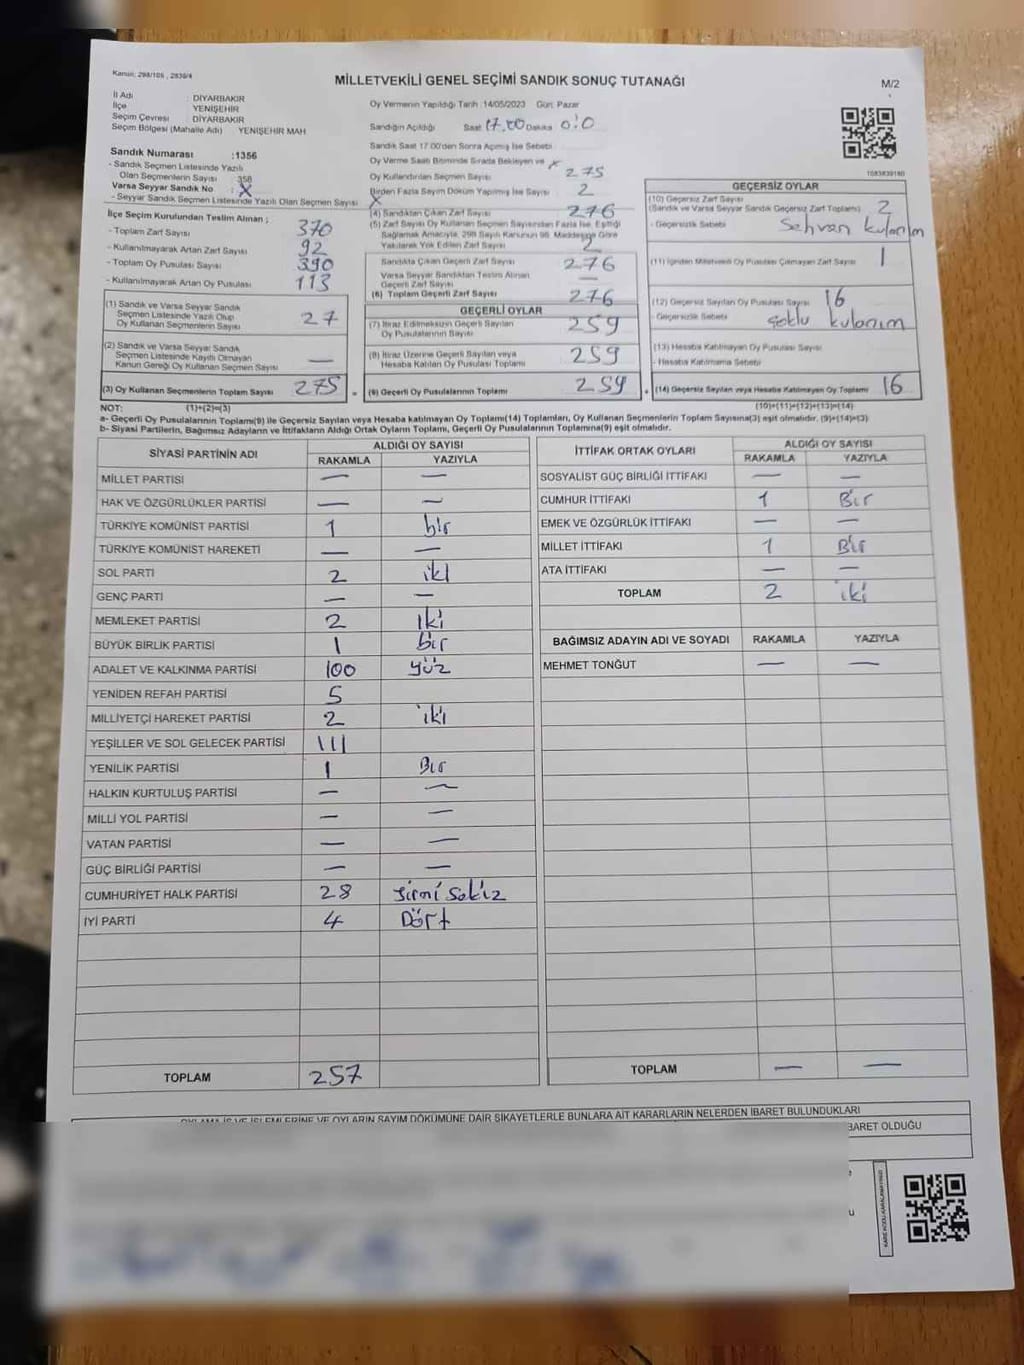 Kanun: 298/105 , 2839/4
MİLLETVEKİLİ GENEL SEÇİMİ SANDIK SONUÇ TUTANAĞI
M/2
İl Adı : DİYARBAKIR
İlçe : YENİŞEHİR
Seçim Çevresi : DİYARBAKIR
Seçim Bölgesi (Mahalle Adı) YENİŞEHİR MAH
Sandık Numarası :1356
- Sandık Seçmen Listesinde Yazılı
Olan Seçmenlerin Sayısı : 358
Varsa Seyyar Sandık No : X
- Seyyar Sandık Seçmen Listesinde Yazılı Olan Seçmen Sayısı : X
İlçe Seçim Kurulundan Teslim Alınan ;
- Toplam Zarf Sayısı 370
- Kullanılmayarak Artan Zarf Sayısı 92
- Toplam Oy Pusulası Sayısı 390
- Kullanılmayarak Artan Oy Pusulası 113
(1) Sandık ve Varsa Seyyar Sandık
Seçmen Listesinde Yazılı Olup
Oy Kullanan Seçmenlerin Sayısı 27
(2) Sandık ve Varsa Seyyar Sandık
Seçmen Listesinde Kayıtlı Olmayan
Kanun Gereği Oy Kullanan Seçmen Sayısı —
(3) Oy Kullanan Seçmenlerin Toplam Sayısı 275
Oy Vermenin Yapıldığı Tarih :14/05/2023 Gün: Pazar
Sandığın Açıldığı Saat 17.00 Dakika 0:0
Sandık Saat 17.00'den Sonra Açılmış İse Sebebi
Oy Verme Saati Bitiminde Sırada Bekleyen ve
Oy Kullandırılan Seçmen Sayısı 275
Birden Fazla Sayım Döküm Yapılmış İse Sayısı 2
(4) Sandıktan Çıkan Zarf Sayısı 276
(5) Zarf Sayısı Oy Kullanan Seçmen Sayısından Fazla İse, Eşitliği
Sağlamak Amacıyla, 298 Sayılı Kanunun 98. Maddesine Göre
Yakılarak Yok Edilen Zarf Sayısı 2
Sandıkta Çıkan Geçerli Zarf Sayısı 276
Varsa Seyyar Sandıktan Teslim Alınan
Geçerli Zarf Sayısı —
(6) Toplam Geçerli Zarf Sayısı 276
GEÇERLİ OYLAR
(7) İtiraz Edilmeksizin Geçerli Sayılan
Oy Pusulalarının Sayısı 259
(8) İtiraz Üzerine Geçerli Sayılan veya
Hesaba Katılan Oy Pusulası Toplamı 259
(9) Geçerli Oy Pusulalarının Toplamı 259
1083839180
GEÇERSİZ OYLAR
(10) Geçersiz Zarf Sayısı
(Sandık ve Varsa Seyyar Sandık Geçersiz Zarf Toplamı) 2
- Geçersizlik Sebebi Sehven kulanım
(11) İçinden Milletvekili Oy Pusulası Çıkmayan Zarf Sayısı 1
(12) Geçersiz Sayılan Oy Pusulası Sayısı 16
- Geçersizlik Sebebi çoklu kulanım
(13) Hesaba Katılmayan Oy Pusulası Sayısı
- Hesaba Katılmama Sebebi
(14) Geçersiz Sayılan veya Hesaba Katılmayan Oy Toplamı 16
NOT: (1)+(2)=(3) (10)+(11)+(12)+(13)=(14)
a- Geçerli Oy Pusulalarının Toplamı(9) ile Geçersiz Sayılan veya Hesaba katılmayan Oy Toplamı(14) Toplamları, Oy Kullanan Seçmenlerin Toplam Sayısına(3) eşit olmalıdır. (9)+(14)=(3)
b- Siyasi Partilerin, Bağımsız Adayların ve İttifakların Aldığı Ortak Oyların Toplamı, Geçerli Oy Pusulalarının Toplamına(9) eşit olmalıdır.
SİYASİ PARTİNİN ADI ALDIĞI OY SAYISI
RAKAMLA YAZIYLA
MİLLET PARTİSİ — —
HAK VE ÖZGÜRLÜKLER PARTİSİ — —
TÜRKİYE KOMÜNİST PARTİSİ 1 bir
TÜRKİYE KOMÜNİST HAREKETİ — —
SOL PARTİ 2 iki
GENÇ PARTİ — —
MEMLEKET PARTİSİ 2 iki
BÜYÜK BİRLİK PARTİSİ 1 bir
ADALET VE KALKINMA PARTİSİ 100 yüz
YENİDEN REFAH PARTİSİ 5
MİLLİYETÇİ HAREKET PARTİSİ 2 iki
YEŞİLLER VE SOL GELECEK PARTİSİ 111
YENİLİK PARTİSİ 1 Bir
HALKIN KURTULUŞ PARTİSİ — —
MİLLİ YOL PARTİSİ — —
VATAN PARTİSİ — —
GÜÇ BİRLİĞİ PARTİSİ — —
CUMHURİYET HALK PARTİSİ 28 yirmi sekiz
İYİ PARTİ 4 Dört
TOPLAM 257
İTTİFAK ORTAK OYLARI ALDIĞI OY SAYISI
RAKAMLA YAZIYLA
SOSYALIST GÜÇ BİRLİĞİ İTTİFAKI — —
CUMHUR İTTİFAKI 1 Bir
EMEK VE ÖZGÜRLÜK İTTİFAKI — —
MİLLET İTTİFAKI 1 Bir
ATA İTTİFAKI — —
TOPLAM 2 iki
BAĞIMSIZ ADAYIN ADI VE SOYADI RAKAMLA YAZIYLA
MEHMET TONĞUT — —
TOPLAM — —
OYLAMA İŞ VE İŞLEMLERİNE VE OYLARIN SAYIM DÖKÜMÜNE DAİR ŞİKAYETLERLE BUNLARA AİT KARARLARIN NELERDEN İBARET BULUNDUKLARI
BARET OLDUĞU